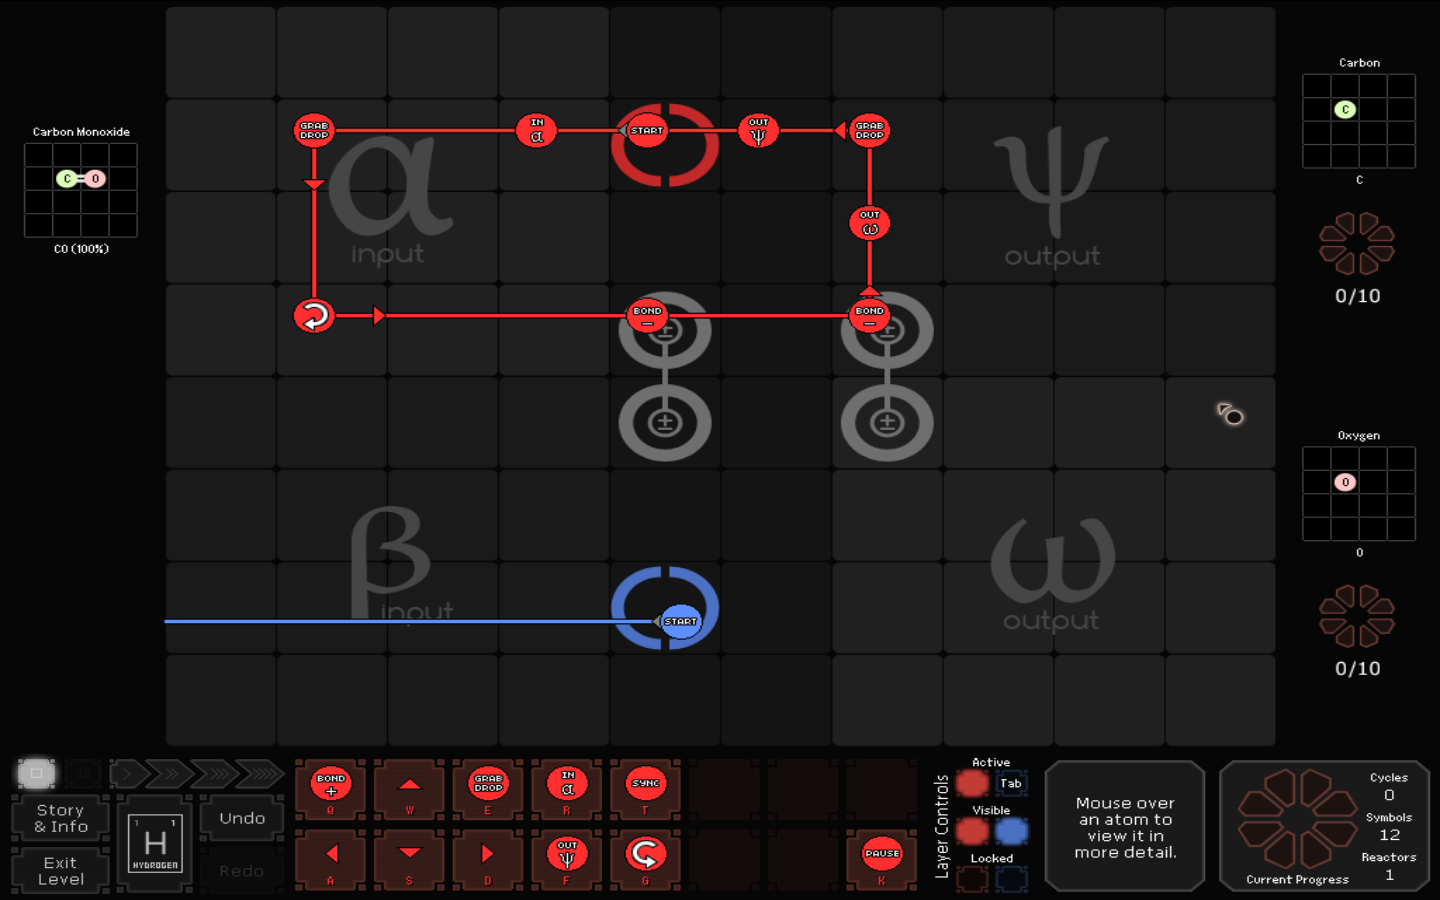 Carbon Monoxide
C = O
CO (100%)
GRAB DROP
IN α
START
OUT ψ
GRAB DROP
α
input
OUT ω
ψ
output
BOND −
BOND −
±
±
±
±
β
input
START
ω
output
Carbon
C
C
0/10
Oxygen
O
O
0/10
Story & Info
Exit Level
1 1
H
HYDROGEN
Undo
Redo
BOND +
Q
W
GRAB DROP
E
IN α
R
SYNC
T
A
S
D
OUT ψ
F
G
PAUSE
K
Layer Controls
Active
Tab
Visible
Locked
Mouse over
an atom to
view it in
more detail.
Cycles
0
Symbols
12
Reactors
1
Current Progress